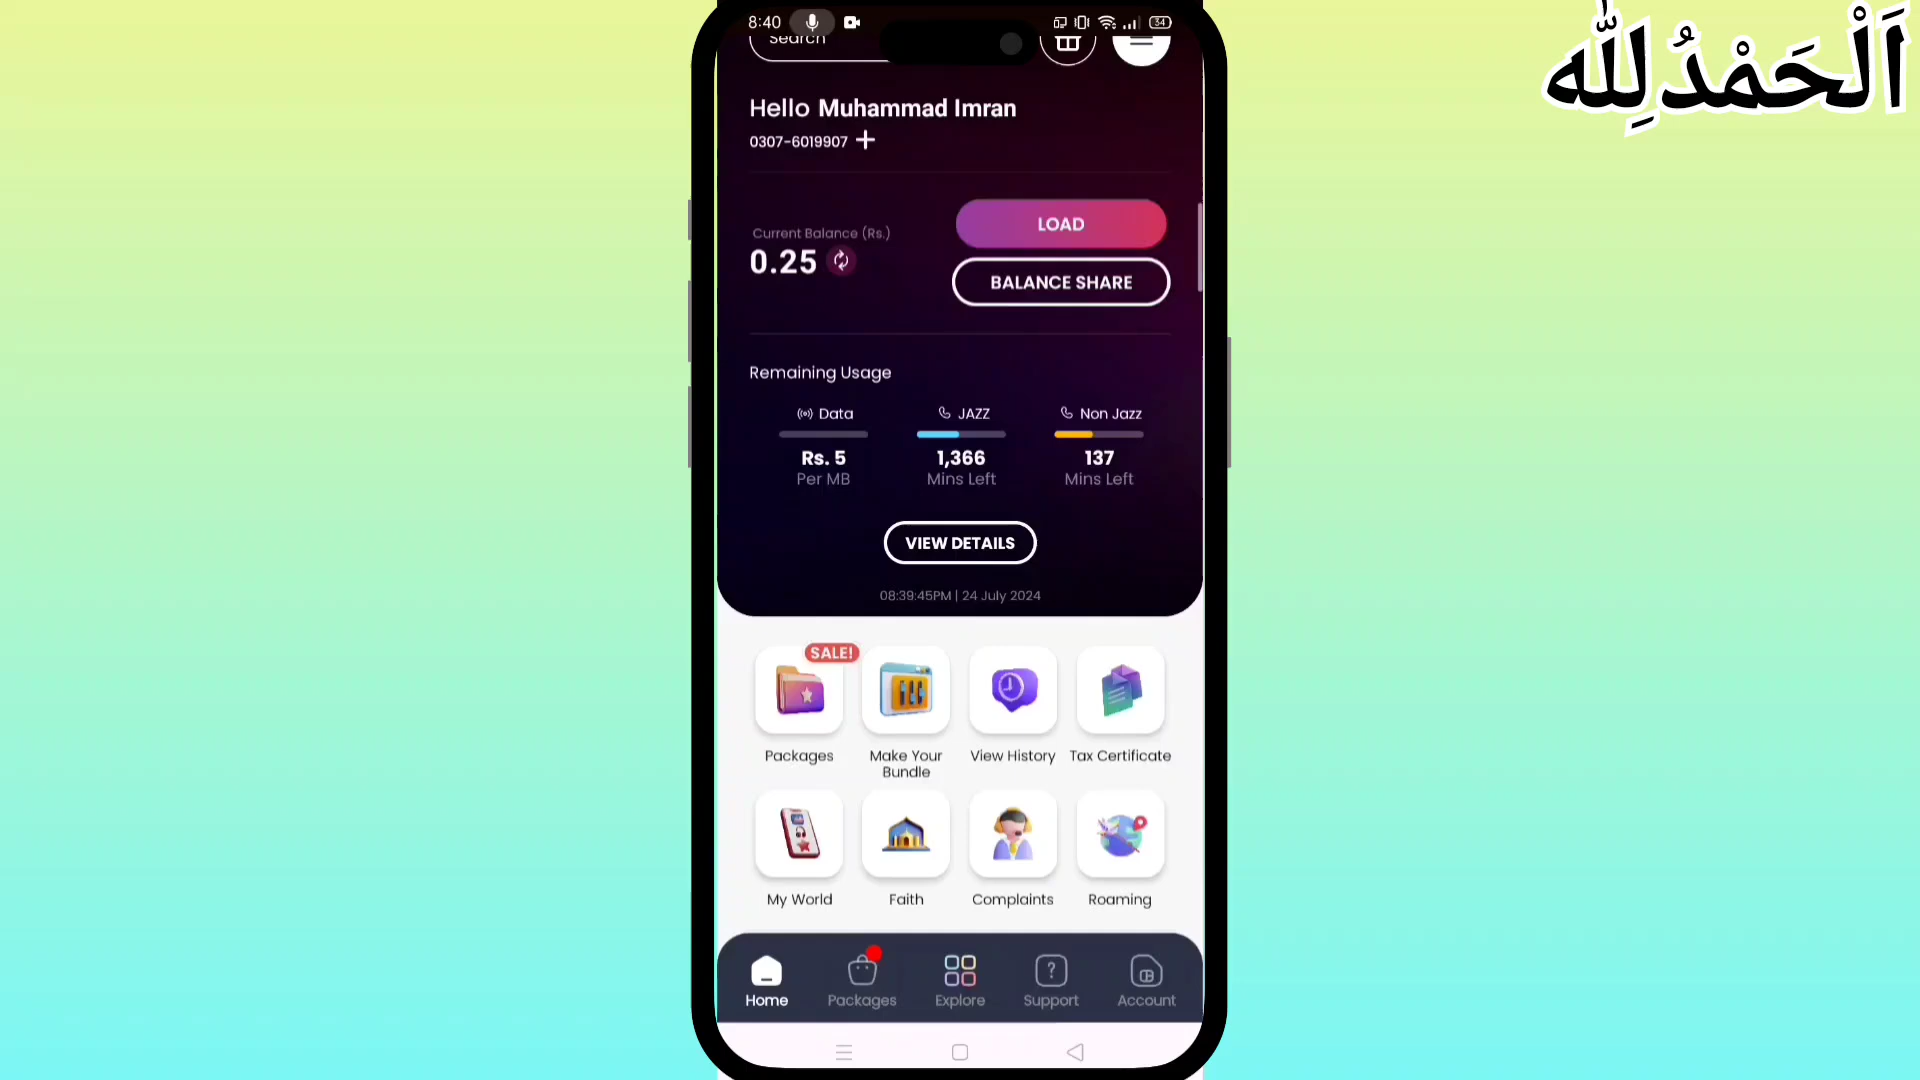 8:40
34
Search
اَلْحَمْدُلِلّٰه
Hello Muhammad Imran
0307-6019907
Current Balance (Rs.)
0.25
LOAD
BALANCE SHARE
Remaining Usage
Data JAZZ Non Jazz
Rs. 5 1,366 137
Per MB Mins Left Mins Left
VIEW DETAILS
08:39:45PM | 24 July 2024
SALE!
Packages Make Your Bundle View History Tax Certificate
My World Faith Complaints Roaming
Home Packages Explore Support Account